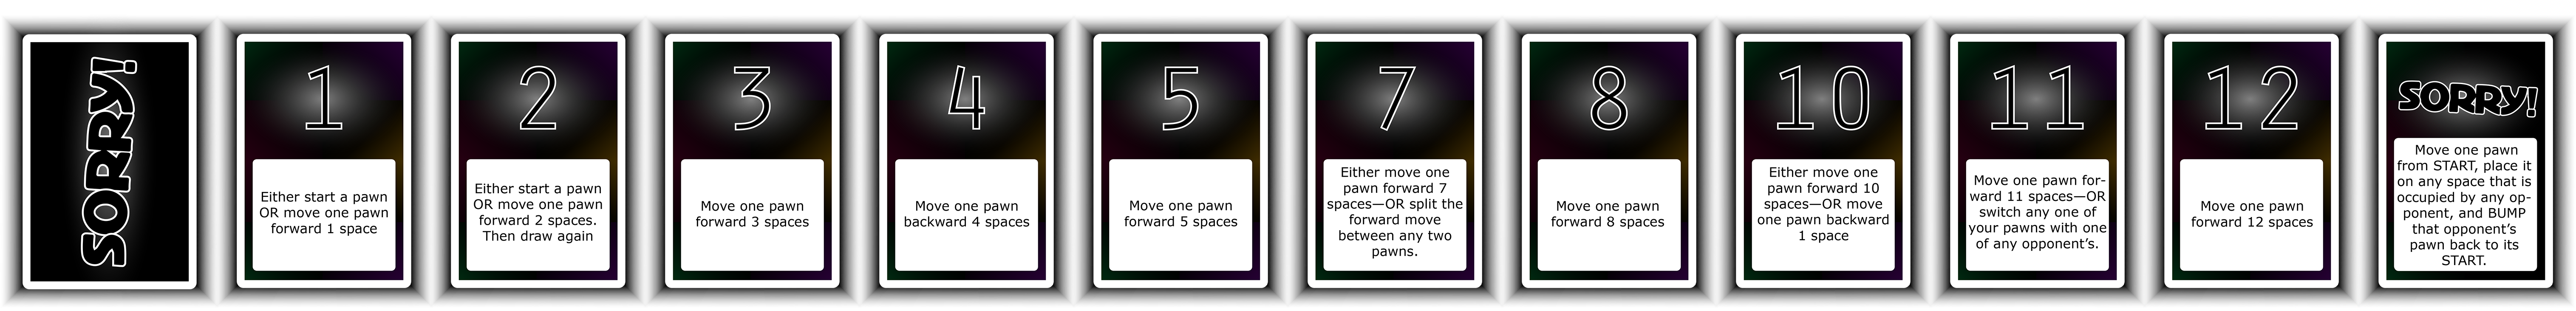 SORRY!
1
Either start a pawn
OR move one pawn
forward 1 space
2
Either start a pawn
OR move one pawn
forward 2 spaces.
Then draw again
3
Move one pawn
forward 3 spaces
4
Move one pawn
backward 4 spaces
5
Move one pawn
forward 5 spaces
7
Either move one
pawn forward 7
spaces—OR split the
forward move
between any two
pawns.
8
Move one pawn
forward 8 spaces
10
Either move one
pawn forward 10
spaces—OR move
one pawn backward
1 space
11
Move one pawn for-
ward 11 spaces—OR
switch any one of
your pawns with one
of any opponent’s.
12
Move one pawn
forward 12 spaces
SORRY!
Move one pawn
from START, place it
on any space that is
occupied by any op-
ponent, and BUMP
that opponent’s
pawn back to its
START.